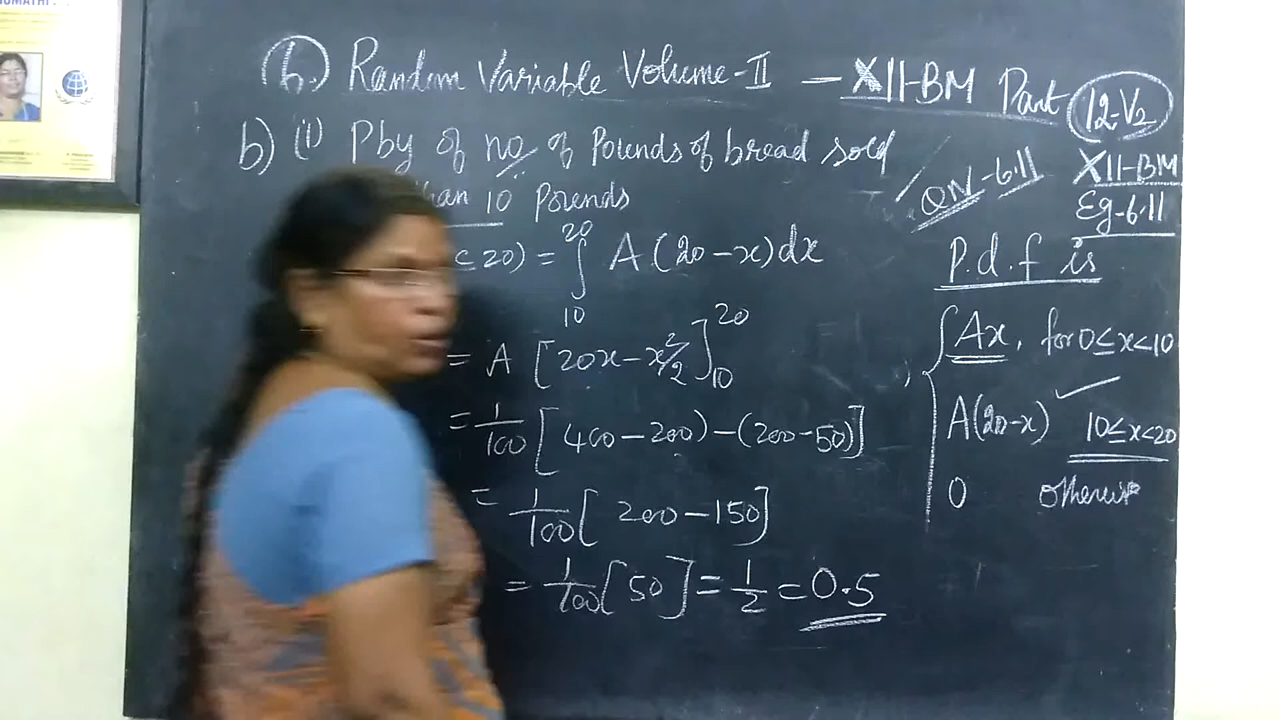 h.) Random Variable Volume-II — XII-BM Part 12-V2
b) (i) Pby of no of Pounds of bread sold
than 10 Pounds
QN-6.11
XII-BM
Eg-6.11
≤ 20) = ∫₁₀²⁰ A(20-x)dx
= A [20x - x²/2]₁₀²⁰
= 1/100 [400-200) - (200-50)]
= 1/100 [200-150]
= 1/100 [50] = 1/2 = 0.5
P.d.f is
{ Ax, for 0≤x<10
A(20-x) ✓ 10≤x<20
0 otherwise